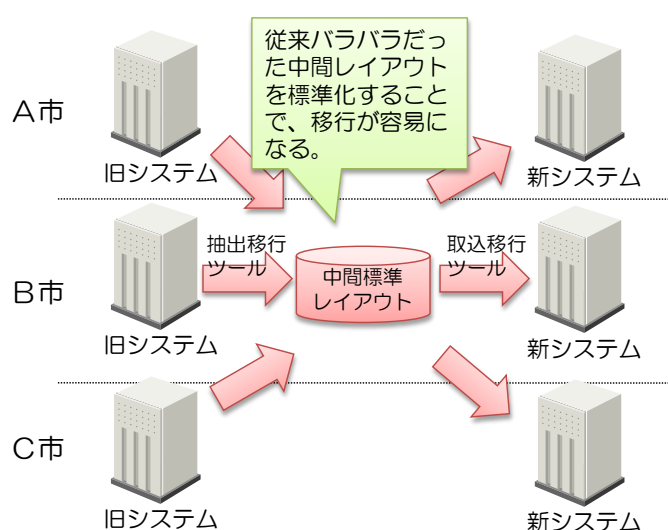 従来バラバラだっ
た中間レイアウト
を標準化すること
で、移行が容易に
なる。
A市
旧システム
新システム
抽出移行
ツール
取込移行
ツール
中間標準
レイアウト
B市
旧システム
新システム
C市
旧システム
新システム